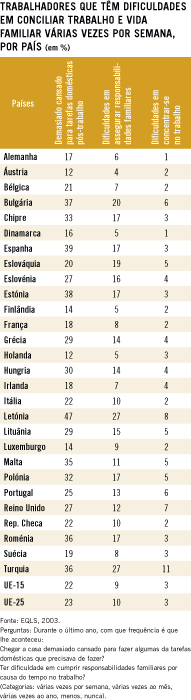 TRABALHADORES QUE TÊM DIFICULDADES
EM CONCILIAR TRABALHO E VIDA
FAMILIAR VÁRIAS VEZES POR SEMANA,
POR PAÍS (em %)
Países
Demasiado cansado
para tarefas domésticas
pós-trabalho
Dificuldades em
assegurar responsabili-
dades familiares
Dificuldades em
concentrar-se
no trabalho
Alemanha 17 6 1
Áustria 12 4 2
Bélgica 21 7 2
Bulgária 37 20 6
Chipre 33 17 3
Dinamarca 16 5 1
Espanha 39 17 3
Eslováquia 20 19 5
Eslovénia 27 16 4
Estónia 38 17 3
Finlândia 14 5 2
França 18 8 2
Grécia 29 14 4
Holanda 12 5 3
Hungria 30 14 4
Irlanda 18 7 4
Itália 22 10 2
Letónia 47 27 8
Lituânia 29 15 5
Luxemburgo 14 9 2
Malta 35 11 5
Polónia 32 17 5
Portugal 25 13 6
Reino Unido 27 12 7
Rep. Checa 22 10 2
Roménia 36 17 3
Suécia 19 8 3
Turquia 36 27 11
UE-15 22 9 3
UE-25 23 10 3
Fonte: EQLS, 2003.
Perguntas: Durante o último ano, com que frequência é que
lhe aconteceu:
Chegar a casa demasiado cansado para fazer algumas da tarefas
domésticas que precisava de fazer?
Ter dificuldade em cumprir responsabilidades familiares por
causa do tempo no trabalho?
(Categorias: várias vezes por semana, várias vezes ao mês,
várias vezes ao ano, menos, nunca).